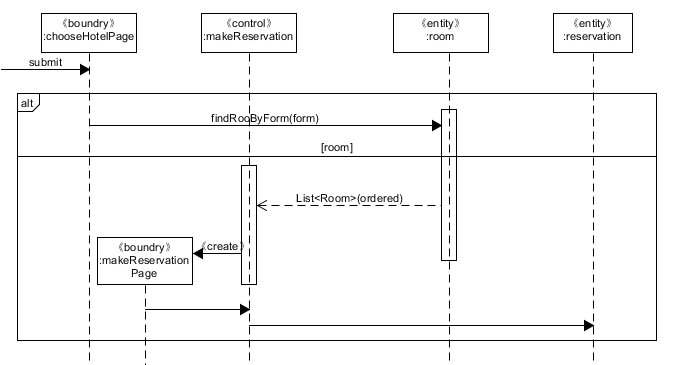 《boundry》
:chooseHotelPage
《control》
:makeReservation
《entity》
:room
《entity》
:reservation
submit
alt
findRooByForm(form)
[room]
List<Room>(ordered)
《boundry》
:makeReservation
Page
《create》